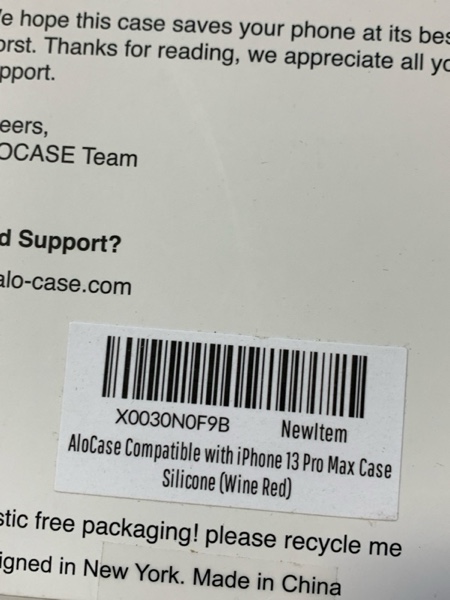 e hope this case saves your phone at its bes
orst. Thanks for reading, we appreciate all yo
pport.
eers,
OCASE Team
d Support?
alo-case.com
X0030N0F9B NewItem
AloCase Compatible with iPhone 13 Pro Max Case
Silicone (Wine Red)
stic free packaging! please recycle me
igned in New York. Made in China